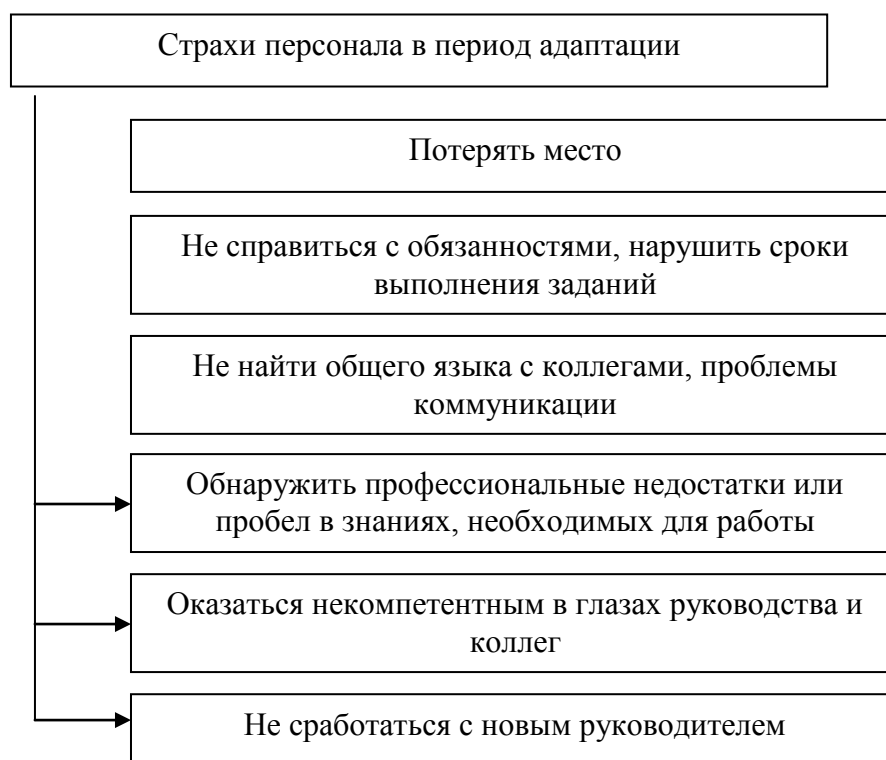 Страхи персонала в период адаптации
Потерять место
Не справиться с обязанностями, нарушить сроки
выполнения заданий
Не найти общего языка с коллегами, проблемы
коммуникации
Обнаружить профессиональные недостатки или
пробел в знаниях, необходимых для работы
Оказаться некомпетентным в глазах руководства и
коллег
Не сработаться с новым руководителем